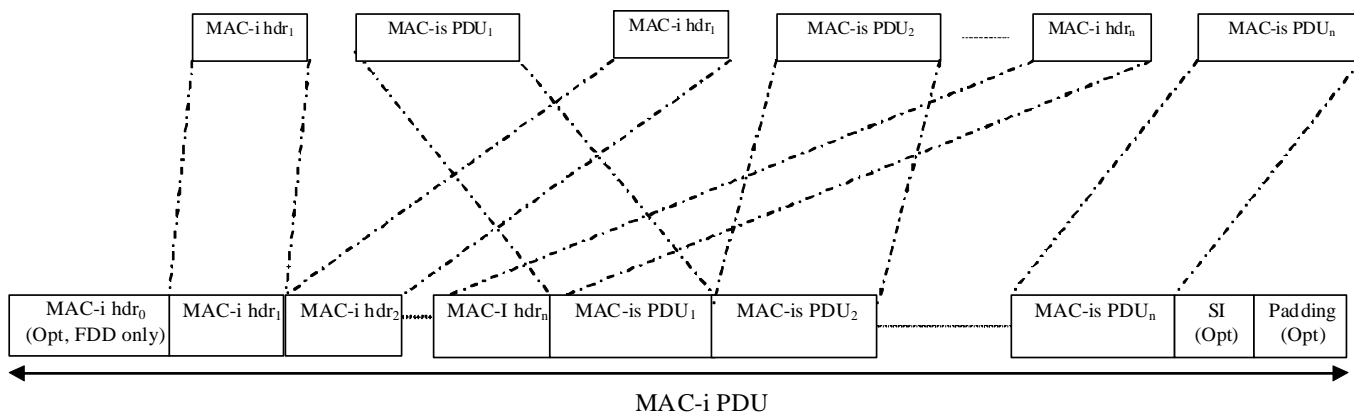 MAC-i hdr₁ MAC-is PDU₁ MAC-i hdr₁ MAC-is PDU₂ MAC-i hdrₙ MAC-is PDUₙ
MAC-i hdr₀
(Opt, FDD only)
MAC-i hdr₁
MAC-i hdr₂
MAC-I hdrₙ
MAC-is PDU₁
MAC-is PDU₂
MAC-is PDUₙ
SI
(Opt)
Padding
(Opt)
MAC-i PDU